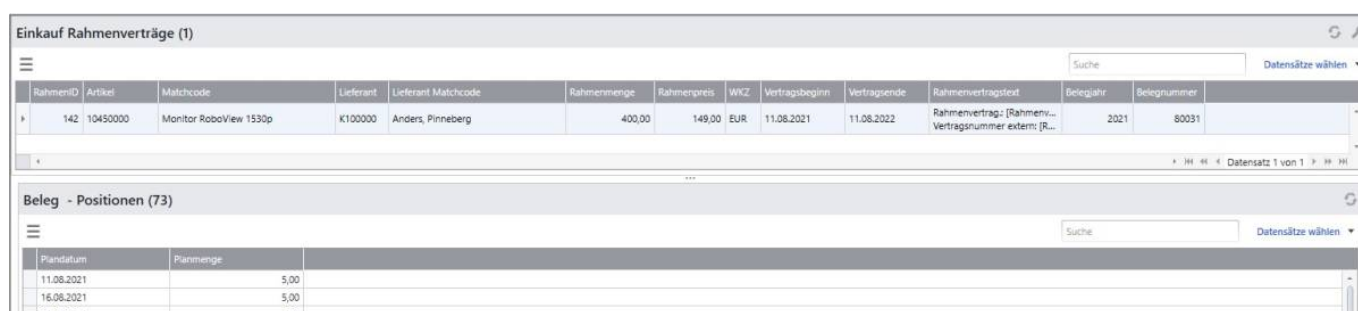 Einkauf Rahmenverträge (1)
Suche Datensätze wählen
RahmenID Artikel Matchcode Lieferant Lieferant Matchcode Rahmenmenge Rahmenpreis WKZ Vertragsbeginn Vertragsende Rahmenvertragstext Belegjahr Belegnummer
142 10450000 Monitor RoboView 1530p K100000 Anders, Pinneberg 400,00 149,00 EUR 11.08.2021 11.08.2022 Rahmenvertrag.: [Rahmenv... 2021 80031
Vertragsnummer extern: [R...
Datensatz 1 von 1
Beleg - Positionen (73)
Suche Datensätze wählen
Plandatum Planmenge
11.08.2021 5,00
16.08.2021 5,00